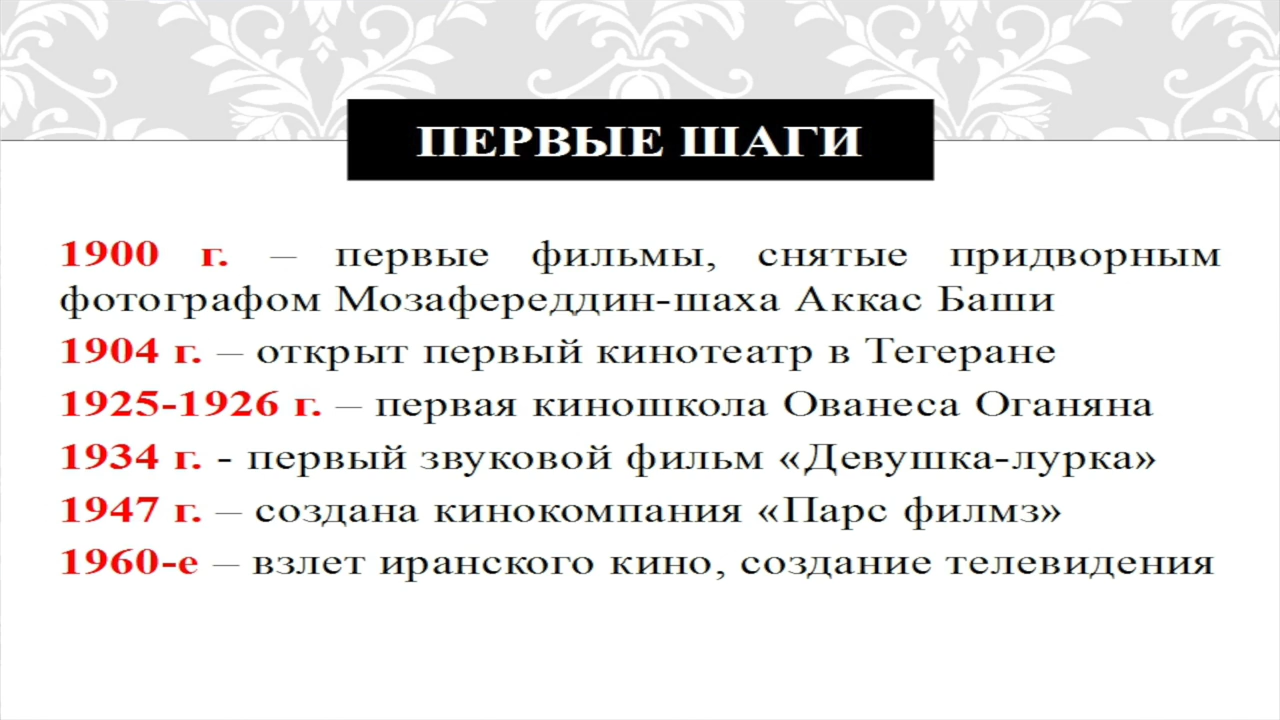 ПЕРВЫЕ ШАГИ
1900 г. – первые фильмы, снятые придворным
фотографом Мозафереддин-шаха Аккас Баши
1904 г. – открыт первый кинотеатр в Тегеране
1925-1926 г. – первая киношкола Ованеса Оганяна
1934 г. - первый звуковой фильм «Девушка-лурка»
1947 г. – создана кинокомпания «Парс филмз»
1960-е – взлет иранского кино, создание телевидения